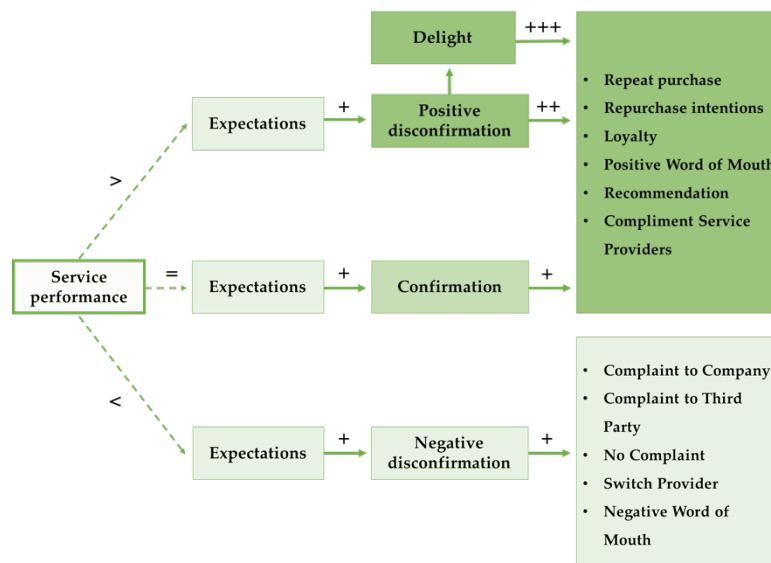 Delight
+++
Expectations
+
Positive
disconfirmation
++
• Repeat purchase
• Repurchase intentions
• Loyalty
• Positive Word of Mouth
• Recommendation
• Compliment Service
Providers
>
Service
performance
=
Expectations
+
Confirmation
+
<
Expectations
+
Negative
disconfirmation
+
• Complaint to Company
• Complaint to Third
Party
• No Complaint
• Switch Provider
• Negative Word of
Mouth